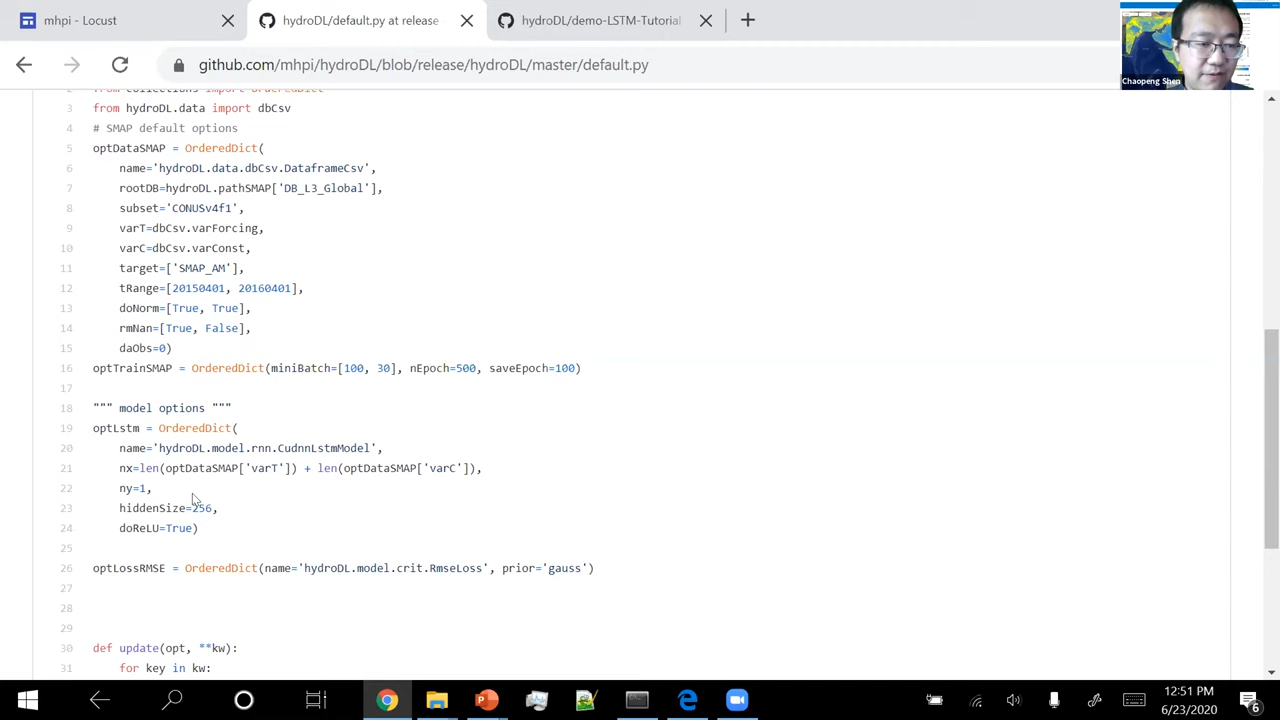 mhpi - Locust
hydroDL/default.py at release
hyd
o-LSTM-Tutorial
github.com/mhpi/hydroDL/blob/release/hydroDL/master/default.py
Chaopeng Shen
2 from collections import OrderedDict
3 from hydroDL.data import dbCsv
4 # SMAP default options
5 optDataSMAP = OrderedDict(
6 name='hydroDL.data.dbCsv.DataframeCsv',
7 rootDB=hydroDL.pathSMAP['DB_L3_Global'],
8 subset='CONUSv4f1',
9 varT=dbCsv.varForcing,
10 varC=dbCsv.varConst,
11 target=['SMAP_AM'],
12 tRange=[20150401, 20160401],
13 doNorm=[True, True],
14 rmNan=[True, False],
15 daObs=0)
16 optTrainSMAP = OrderedDict(miniBatch=[100, 30], nEpoch=500, saveEpoch=100)
17
18 """ model options """
19 optLstm = OrderedDict(
20 name='hydroDL.model.rnn.CudnnLstmModel',
21 nx=len(optDataSMAP['varT']) + len(optDataSMAP['varC']),
22 ny=1,
23 hiddenSize=256,
24 doReLU=True)
25
26 optLossRMSE = OrderedDict(name='hydroDL.model.crit.RmseLoss', prior='gauss')
27
28
29
30 def update(opt, **kw):
31 for key in kw:
12:51 PM
6/23/2020
6